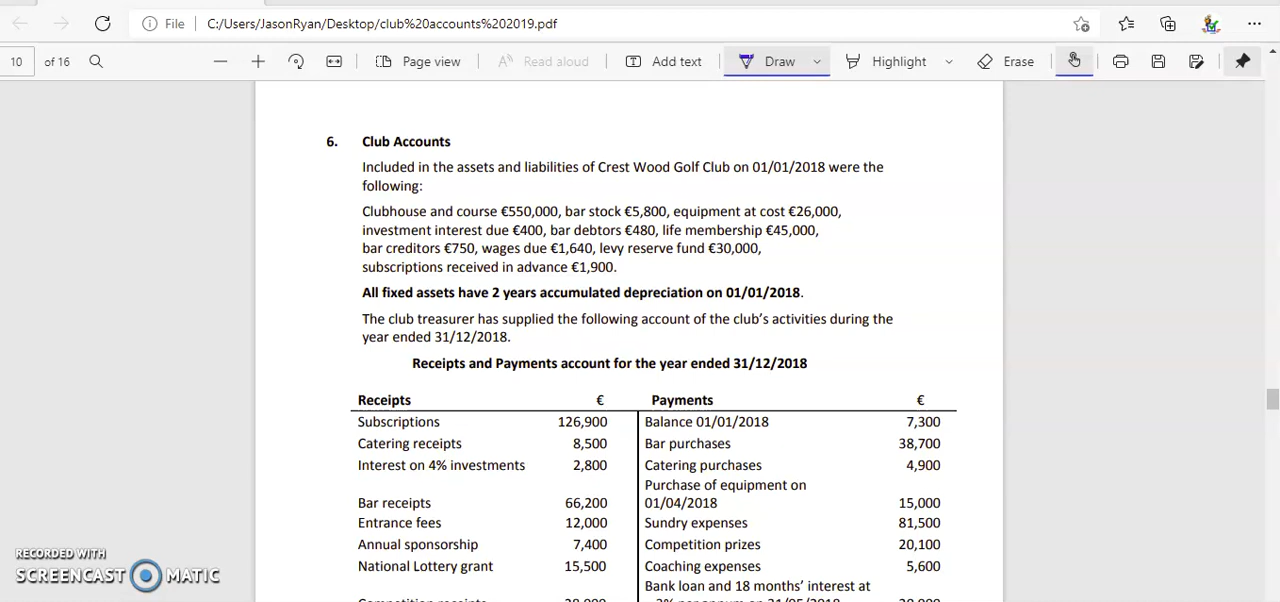 File C:/Users/JasonRyan/Desktop/club%20accounts%202019.pdf
10 of 16 Page view Read aloud Add text Draw Highlight Erase
6. Club Accounts
Included in the assets and liabilities of Crest Wood Golf Club on 01/01/2018 were the
following:
Clubhouse and course €550,000, bar stock €5,800, equipment at cost €26,000,
investment interest due €400, bar debtors €480, life membership €45,000,
bar creditors €750, wages due €1,640, levy reserve fund €30,000,
subscriptions received in advance €1,900.
All fixed assets have 2 years accumulated depreciation on 01/01/2018.
The club treasurer has supplied the following account of the club's activities during the
year ended 31/12/2018.
Receipts and Payments account for the year ended 31/12/2018
Receipts € Payments €
Subscriptions 126,900 Balance 01/01/2018 7,300
Catering receipts 8,500 Bar purchases 38,700
Interest on 4% investments 2,800 Catering purchases 4,900
Purchase of equipment on
Bar receipts 66,200 01/04/2018 15,000
Entrance fees 12,000 Sundry expenses 81,500
Annual sponsorship 7,400 Competition prizes 20,100
National Lottery grant 15,500 Coaching expenses 5,600
Bank loan and 18 months' interest at
RECORDED WITH
SCREENCAST MATIC